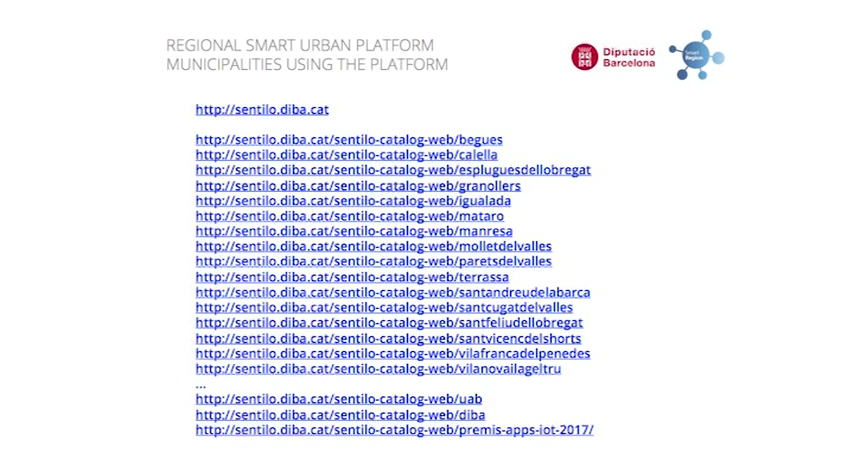 REGIONAL SMART URBAN PLATFORM
MUNICIPALITIES USING THE PLATFORM
Diputació
Barcelona
Smart
Region
http://sentilo.diba.cat
http://sentilo.diba.cat/sentilo-catalog-web/begues
http://sentilo.diba.cat/sentilo-catalog-web/calella
http://sentilo.diba.cat/sentilo-catalog-web/espluguesdellobregat
http://sentilo.diba.cat/sentilo-catalog-web/granollers
http://sentilo.diba.cat/sentilo-catalog-web/igualada
http://sentilo.diba.cat/sentilo-catalog-web/mataro
http://sentilo.diba.cat/sentilo-catalog-web/manresa
http://sentilo.diba.cat/sentilo-catalog-web/molletdelvalles
http://sentilo.diba.cat/sentilo-catalog-web/paretsdelvalles
http://sentilo.diba.cat/sentilo-catalog-web/terrassa
http://sentilo.diba.cat/sentilo-catalog-web/santandreudelabarca
http://sentilo.diba.cat/sentilo-catalog-web/santcugatdelvalles
http://sentilo.diba.cat/sentilo-catalog-web/santfeliudellobregat
http://sentilo.diba.cat/sentilo-catalog-web/santvicencdelshorts
http://sentilo.diba.cat/sentilo-catalog-web/vilafrancadelpenedes
http://sentilo.diba.cat/sentilo-catalog-web/vilanovailageltru
...
http://sentilo.diba.cat/sentilo-catalog-web/uab
http://sentilo.diba.cat/sentilo-catalog-web/diba
http://sentilo.diba.cat/sentilo-catalog-web/premis-apps-iot-2017/